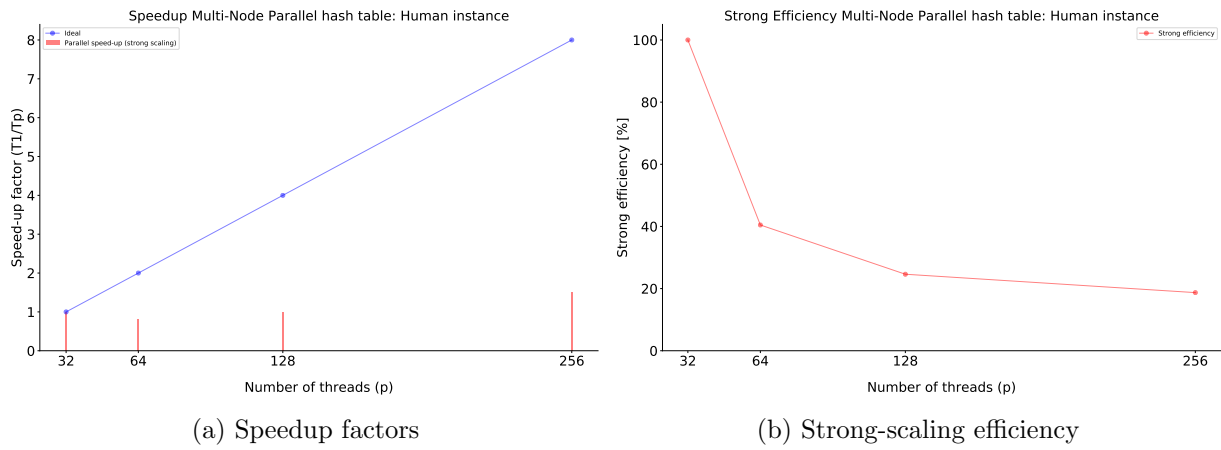 Speedup Multi-Node Parallel hash table: Human instance
Ideal
Parallel speed-up (strong scaling)
Speed-up factor (T1/Tp)
8
7
6
5
4
3
2
1
0
32 64 128 256
Number of threads (p)
(a) Speedup factors
Strong Efficiency Multi-Node Parallel hash table: Human instance
Strong efficiency
Strong efficiency [%]
100
80
60
40
20
0
32 64 128 256
Number of threads (p)
(b) Strong-scaling efficiency